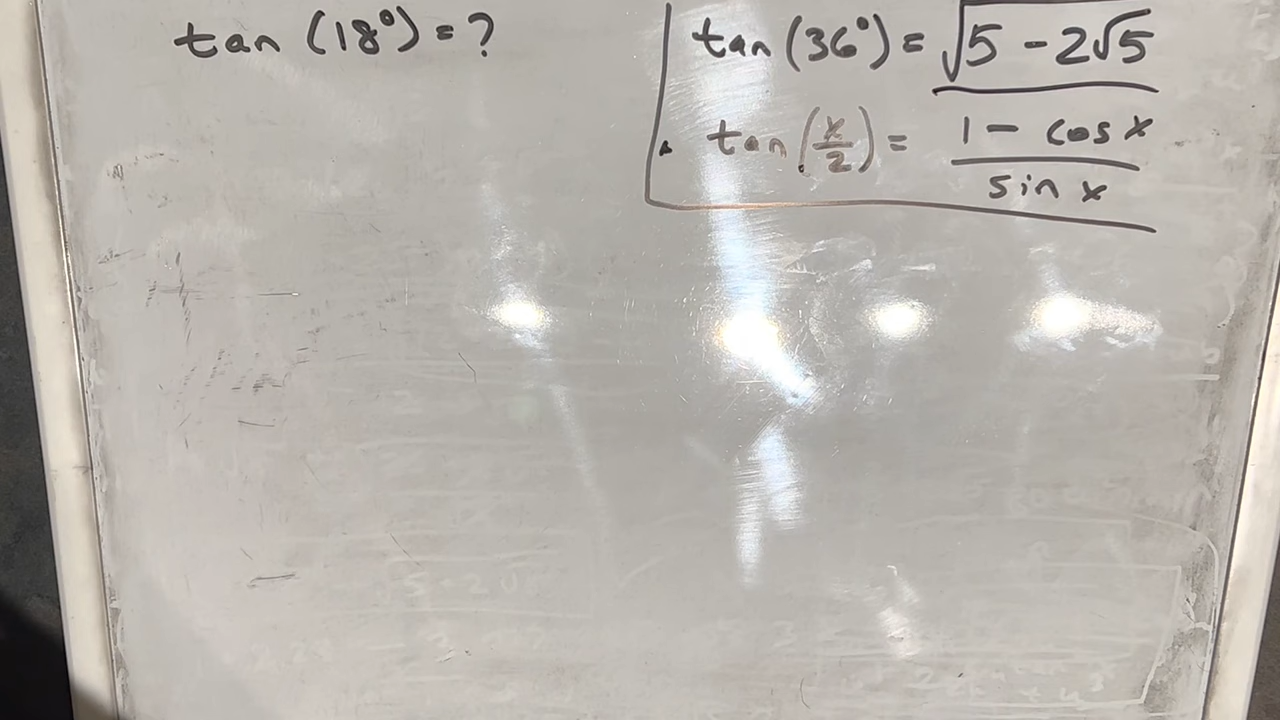 tan (18°) = ?
tan (36°) = √5 - 2√5
tan (x/2) = 1 - cos x / sin x